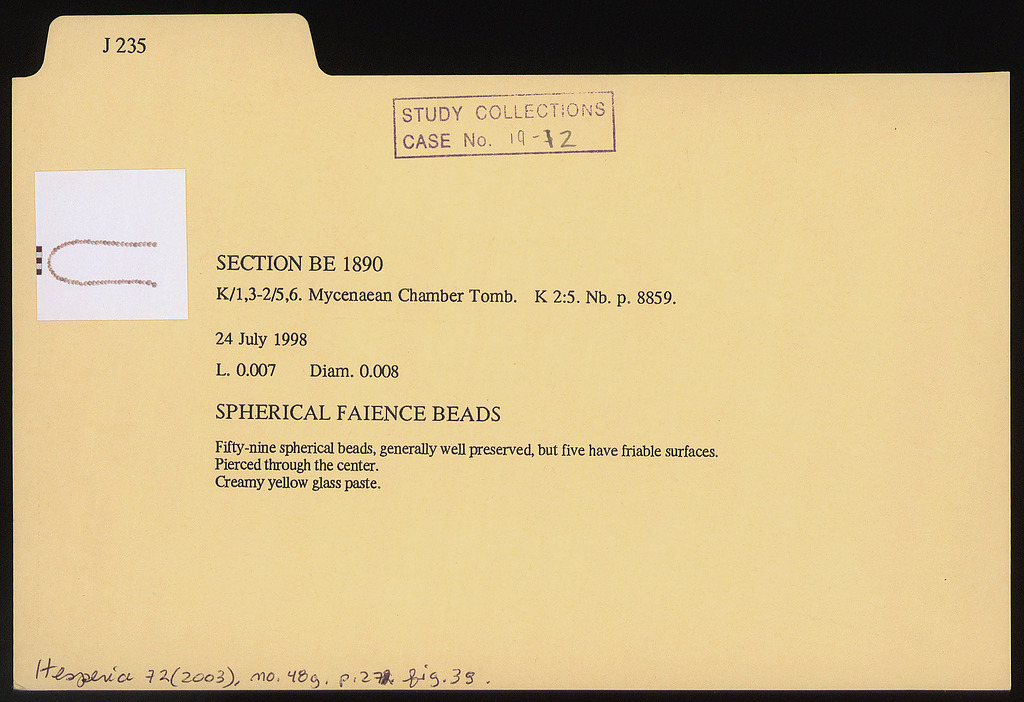 J 235
STUDY COLLECTIONS
CASE No. 19-12
SECTION BE 1890
K/1,3-2/5,6. Mycenaean Chamber Tomb. K 2:5. Nb. p. 8859.
24 July 1998
L. 0.007 Diam. 0.008
SPHERICAL FAIENCE BEADS
Fifty-nine spherical beads, generally well preserved, but five have friable surfaces.
Pierced through the center.
Creamy yellow glass paste.
Hesperia 72(2003), no. 48g. fig. 39.